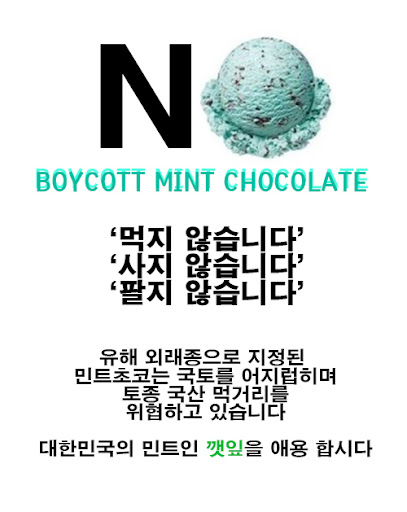 N
BOYCOTT MINT CHOCOLATE
‘먹지 않습니다’
‘사지 않습니다’
‘팔지 않습니다’
유해 외래종으로 지정된
민트초코는 국토를 어지럽히며
토종 국산 먹거리를
위협하고 있습니다
대한민국의 민트인 깻잎을 애용 합시다